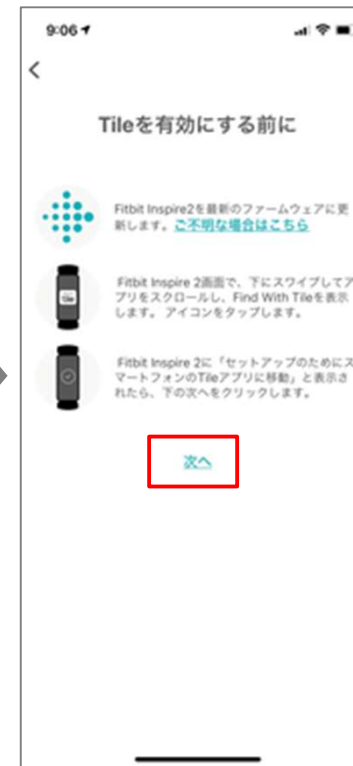 9:06
Tileを有効にする前に
Fitbit Inspire2を最新のファームウェアに更
新します。ご不明な場合はこちら
Fitbit Inspire 2画面で、下にスワイプしてア
プリをスクロールし、Find With Tileを表示
します。 アイコンをタップします。
Fitbit Inspire 2に「セットアップのためにス
マートフォンのTileアプリに移動」と表示さ
れたら、下の次へをクリックします。
次へ